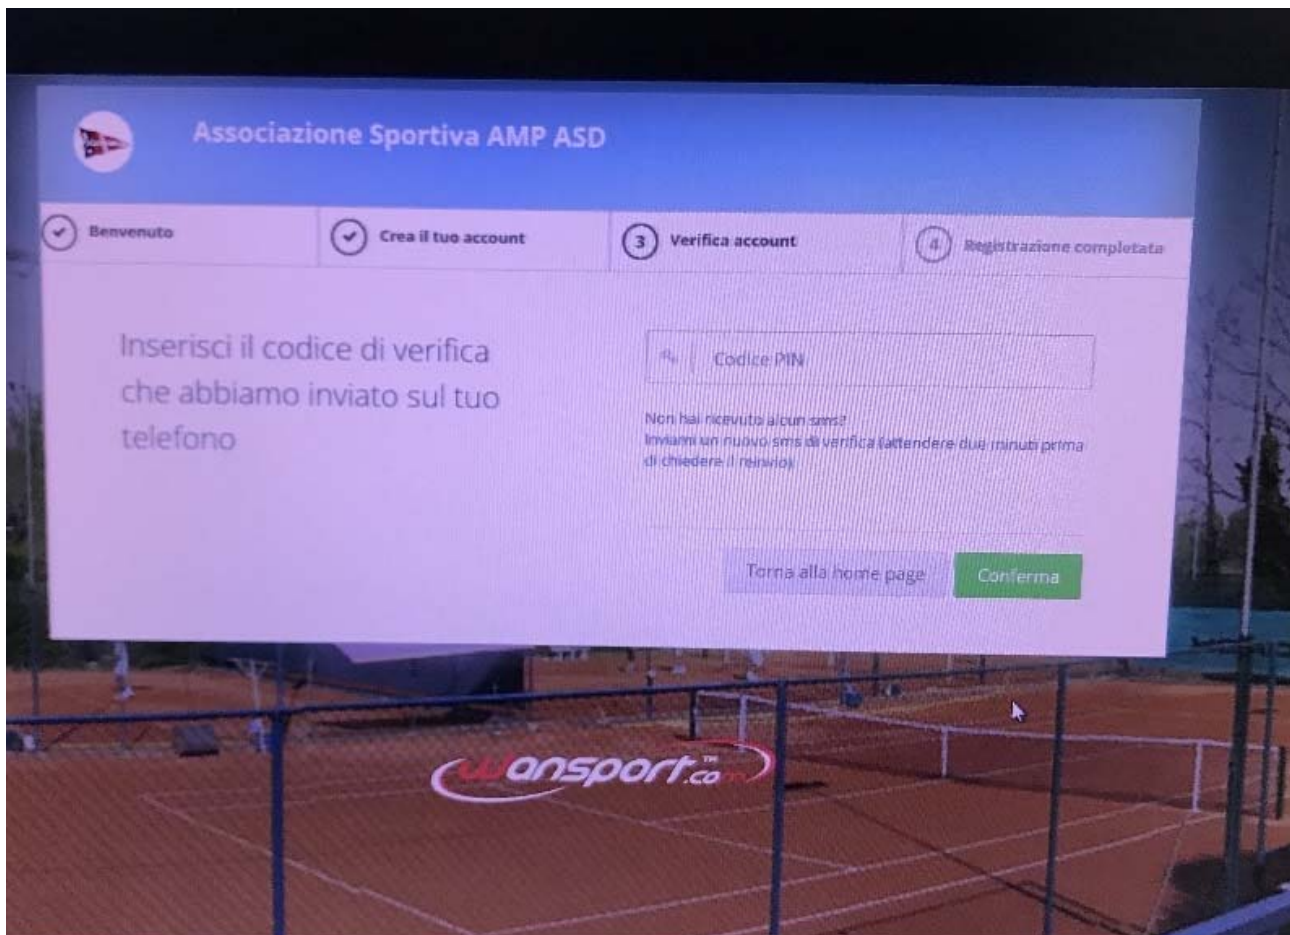 Associazione Sportiva AMP ASD
Benvenuto
Crea il tuo account
3 Verifica account
4 Registrazione completata
Inserisci il codice di verifica
che abbiamo inviato sul tuo
telefono
Codice PIN
Non hai ricevuto alcun sms?
Inviami un nuovo sms di verifica (attendere due minuti prima
di chiedere il reinvio)
Torna alla home page
Conferma
wansport.com™